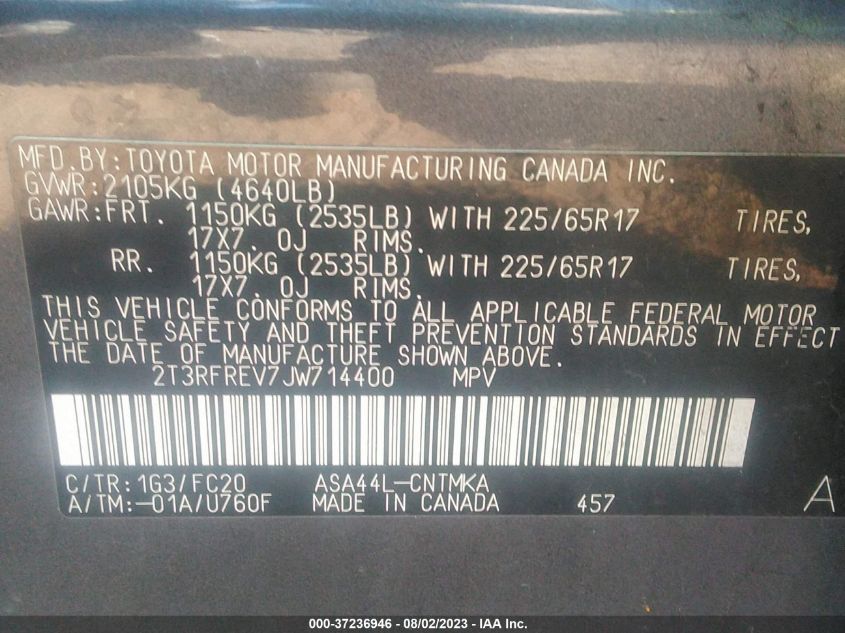 MFD.BY:TOYOTA MOTOR MANUFACTURING CANADA INC.
GVWR:2105KG (4640LB)
GAWR:FRT. 1150KG (2535LB) WITH 225/65R17 TIRES,
17X7. 0J RIMS.
RR. 1150KG (2535LB) WITH 225/65R17 TIRES,
17X7. 0J RIMS.
THIS VEHICLE CONFORMS TO ALL APPLICABLE FEDERAL MOTOR
VEHICLE SAFETY AND THEFT PREVENTION STANDARDS IN EFFECT
THE DATE OF MANUFACTURE SHOWN ABOVE.
2T3RFREV7JW714400 MPV
C/TR:1G3/FC20 ASA44L-CNTMKA
A/TM:-01A/U760F MADE IN CANADA 457 A
000-37236946 - 08/02/2023 - IAA Inc.